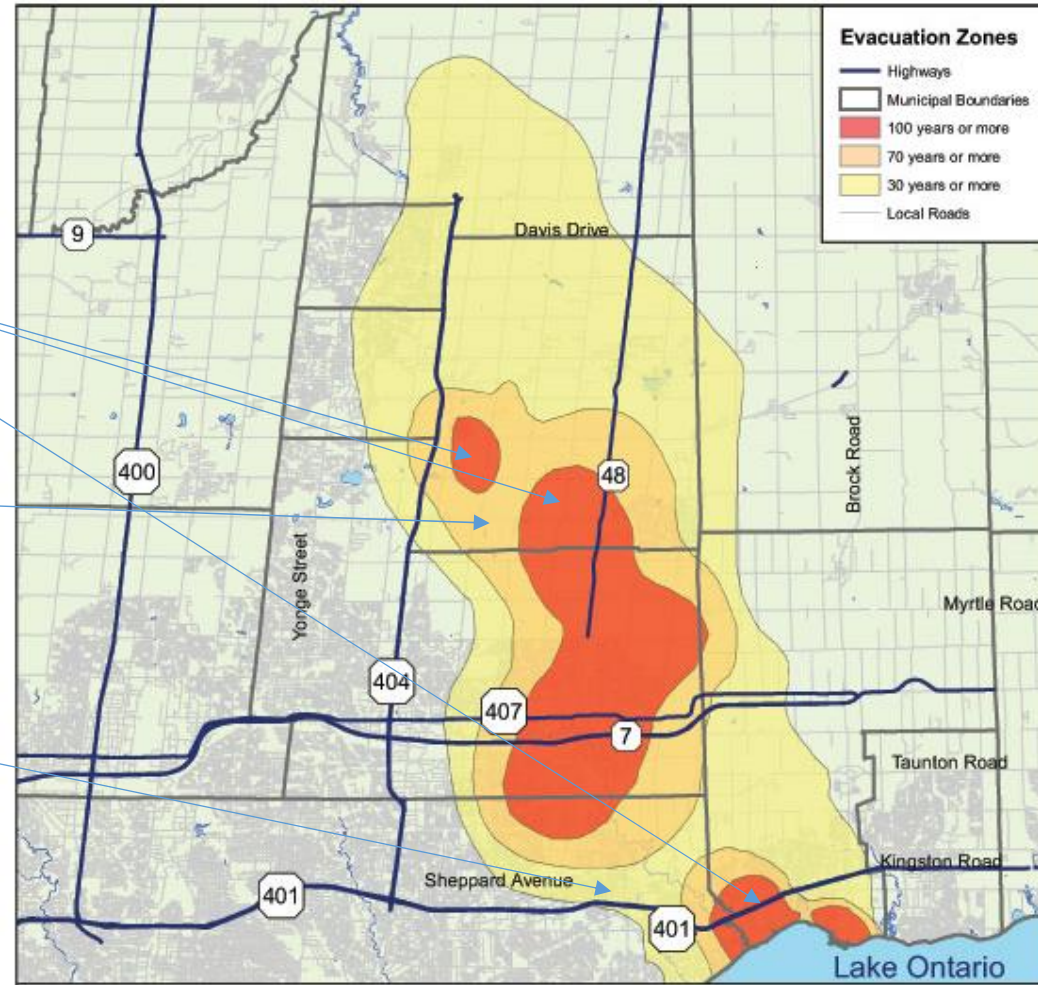 Evacuation Zones
Highways
Municipal Boundaries
100 years or more
70 years or more
30 years or more
Local Roads
9
Davis Drive
400
48
Brock Road
Yonge Street
Myrtle Road
404
407
7
Taunton Road
Kingston Road
Sheppard Avenue
401
401
Lake Ontario